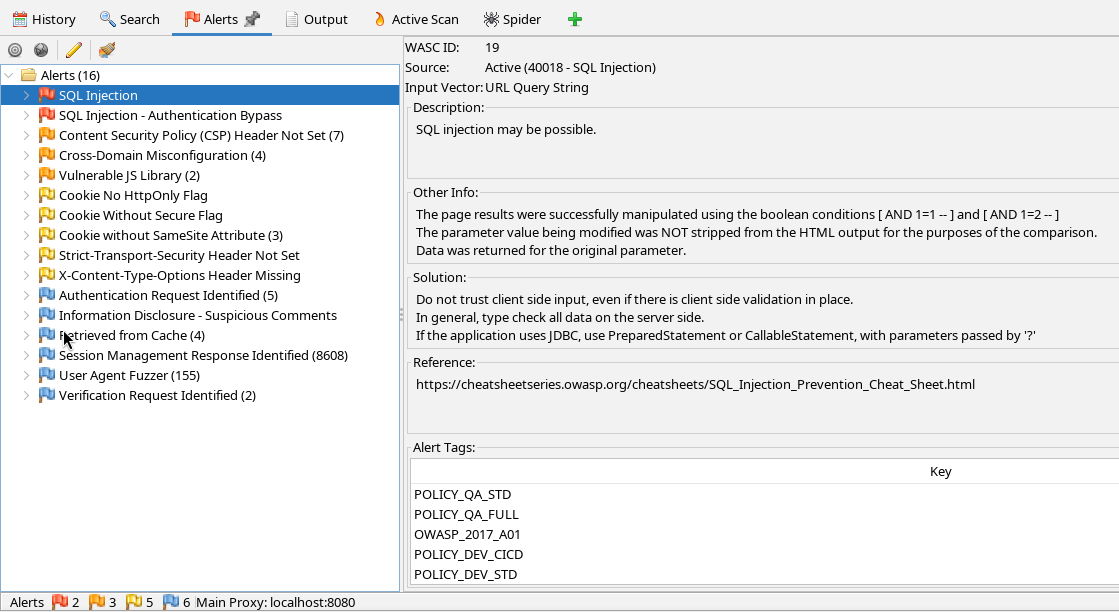 History Search Alerts Output Active Scan Spider
Alerts (16)
SQL Injection
SQL Injection - Authentication Bypass
Content Security Policy (CSP) Header Not Set (7)
Cross-Domain Misconfiguration (4)
Vulnerable JS Library (2)
Cookie No HttpOnly Flag
Cookie Without Secure Flag
Cookie without SameSite Attribute (3)
Strict-Transport-Security Header Not Set
X-Content-Type-Options Header Missing
Authentication Request Identified (5)
Information Disclosure - Suspicious Comments
Retrieved from Cache (4)
Session Management Response Identified (8608)
User Agent Fuzzer (155)
Verification Request Identified (2)
WASC ID: 19
Source: Active (40018 - SQL Injection)
Input Vector: URL Query String
Description:
SQL injection may be possible.
Other Info:
The page results were successfully manipulated using the boolean conditions [ AND 1=1 -- ] and [ AND 1=2 -- ]
The parameter value being modified was NOT stripped from the HTML output for the purposes of the comparison.
Data was returned for the original parameter.
Solution:
Do not trust client side input, even if there is client side validation in place.
In general, type check all data on the server side.
If the application uses JDBC, use PreparedStatement or CallableStatement, with parameters passed by '?'
Reference:
https://cheatsheetseries.owasp.org/cheatsheets/SQL_Injection_Prevention_Cheat_Sheet.html
Alert Tags:
Key
POLICY_QA_STD
POLICY_QA_FULL
OWASP_2017_A01
POLICY_DEV_CICD
POLICY_DEV_STD
Alerts 2 3 5 6 Main Proxy: localhost:8080